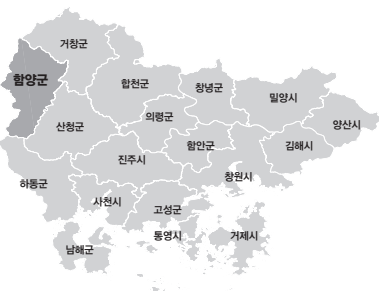 거창군
함양군
합천군
창녕군
밀양시
산청군
의령군
양산시
진주시
함안군
김해시
하동군
창원시
사천시
고성군
남해군
통영시
거제시